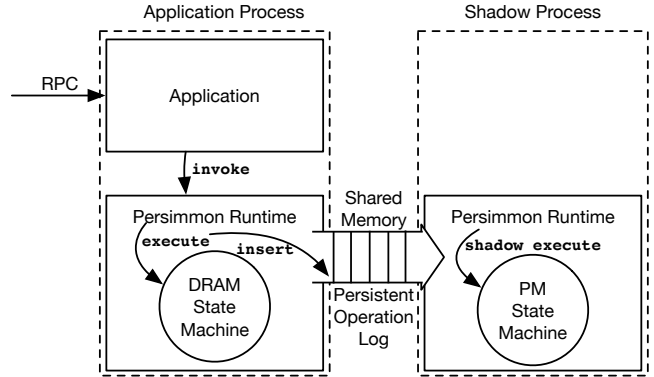 Application Process
Shadow Process
RPC
Application
invoke
Persimmon Runtime
execute
insert
DRAM
State
Machine
Shared
Memory
Persistent
Operation
Log
Persimmon Runtime
shadow execute
PM
State
Machine